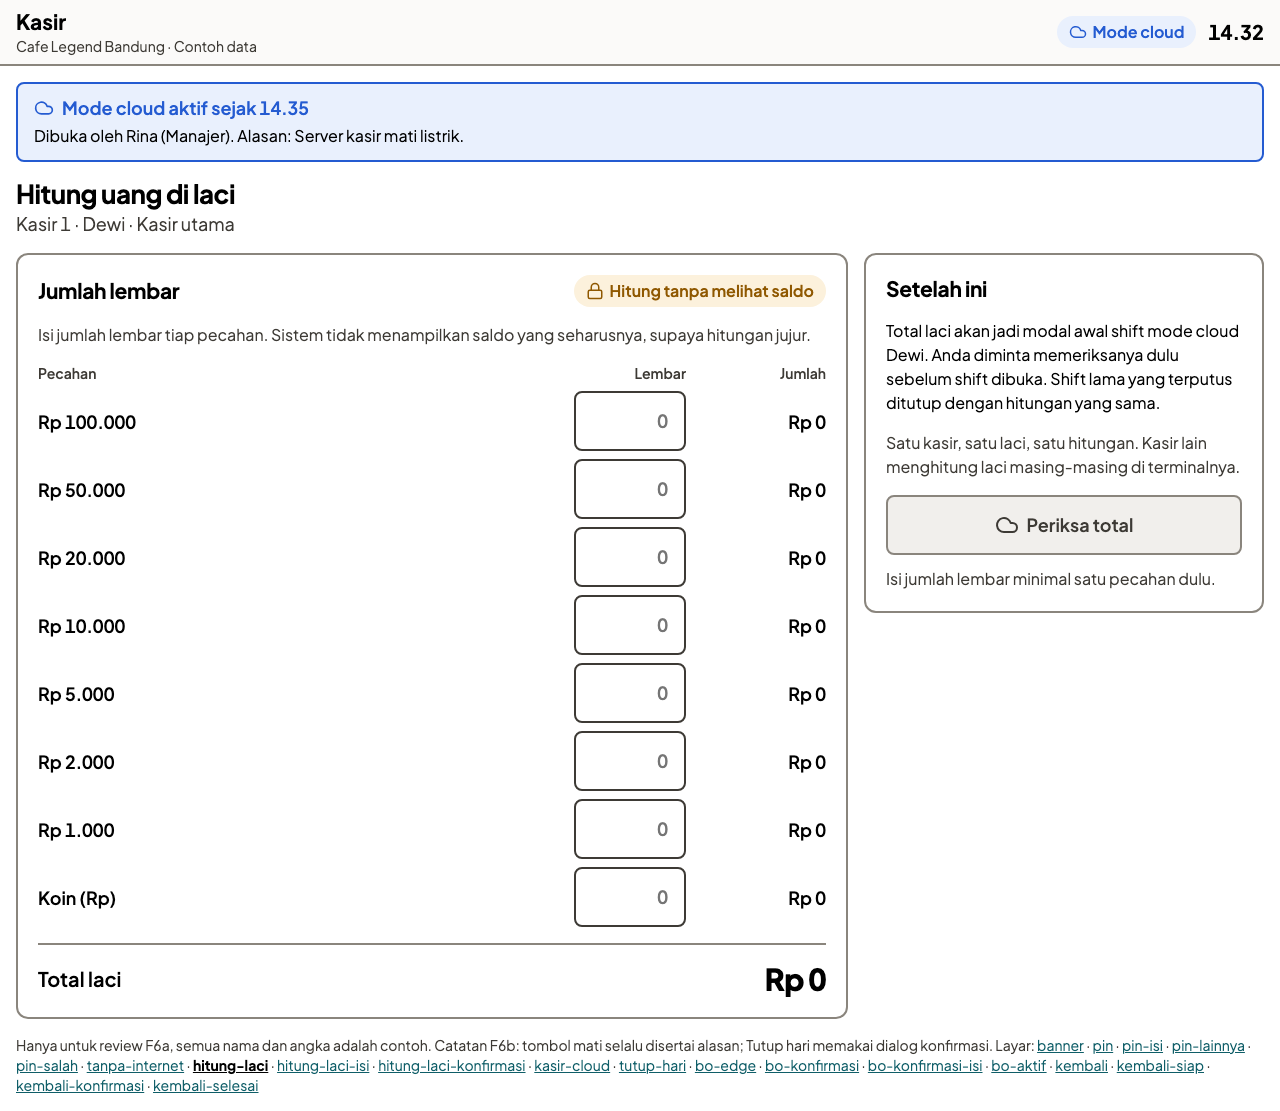 Kasir
Cafe Legend Bandung · Contoh data
Mode cloud
14.32
Mode cloud aktif sejak 14.35
Dibuka oleh Rina (Manajer). Alasan: Server kasir mati listrik.
Hitung uang di laci
Kasir 1 · Dewi · Kasir utama
Jumlah lembar
Hitung tanpa melihat saldo
Isi jumlah lembar tiap pecahan. Sistem tidak menampilkan saldo yang seharusnya, supaya hitungan jujur.
Pecahan Lembar Jumlah
Rp 100.000 0 Rp 0
Rp 50.000 0 Rp 0
Rp 20.000 0 Rp 0
Rp 10.000 0 Rp 0
Rp 5.000 0 Rp 0
Rp 2.000 0 Rp 0
Rp 1.000 0 Rp 0
Koin (Rp) 0 Rp 0
Total laci Rp 0
Setelah ini
Total laci akan jadi modal awal shift mode cloud
Dewi. Anda diminta memeriksanya dulu
sebelum shift dibuka. Shift lama yang terputus
ditutup dengan hitungan yang sama.
Satu kasir, satu laci, satu hitungan. Kasir lain
menghitung laci masing-masing di terminalnya.
Periksa total
Isi jumlah lembar minimal satu pecahan dulu.
Hanya untuk review F6a, semua nama dan angka adalah contoh. Catatan F6b: tombol mati selalu disertai alasan; Tutup hari memakai dialog konfirmasi. Layar: banner · pin · pin-isi · pin-lainnya ·
pin-salah · tanpa-internet · hitung-laci · hitung-laci-isi · hitung-laci-konfirmasi · kasir-cloud · tutup-hari · bo-edge · bo-konfirmasi · bo-konfirmasi-isi · bo-aktif · kembali · kembali-siap ·
kembali-konfirmasi · kembali-selesai